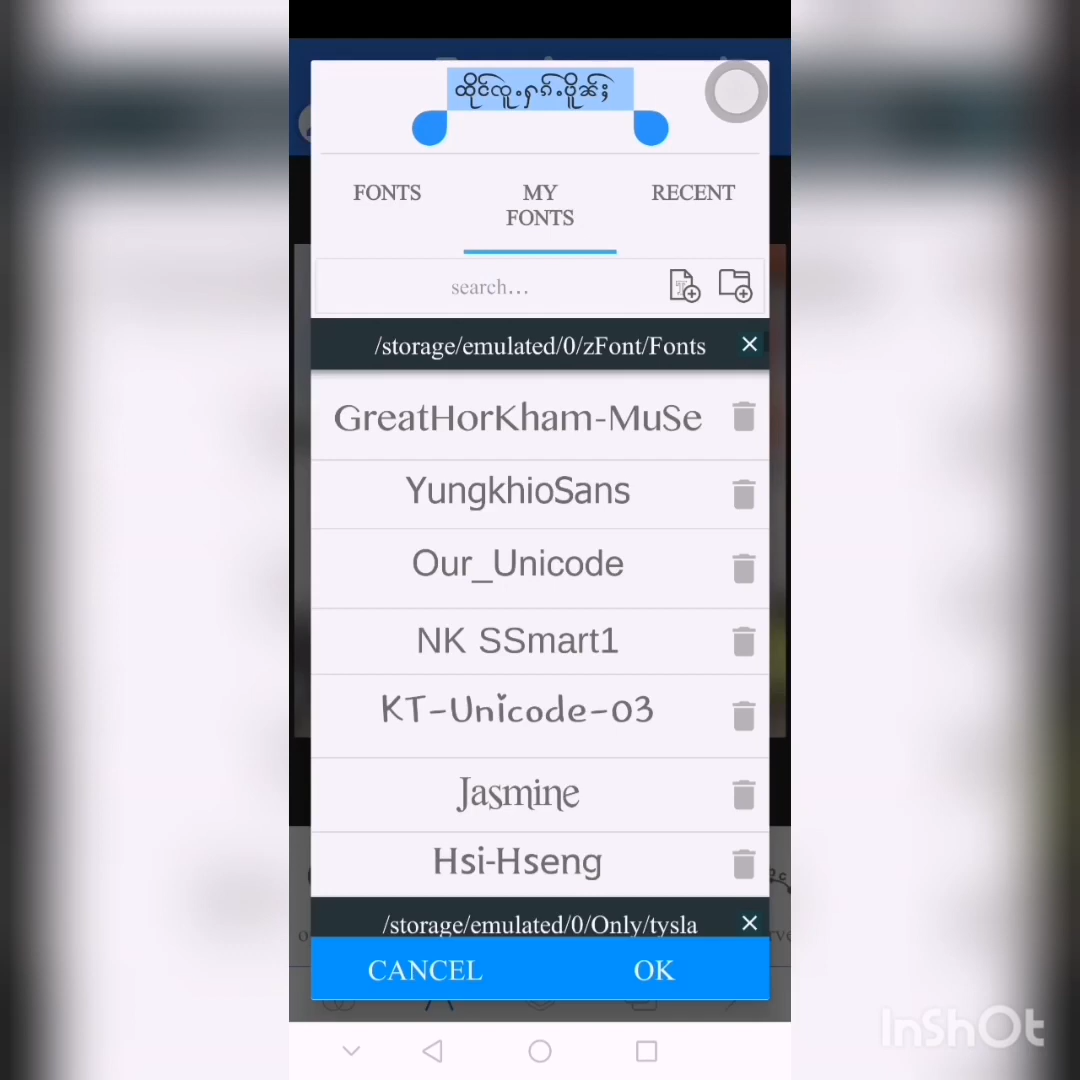 FONTS
MY
FONTS
RECENT
search...
/storage/emulated/0/zFont/Fonts
GreatHorKham-MuSe
YungkhioSans
Our_Unicode
NK SSmart1
KT-Unicode-03
Jasmine
Hsi-Hseng
/storage/emulated/0/Only/tysla
CANCEL
OK
InShOt